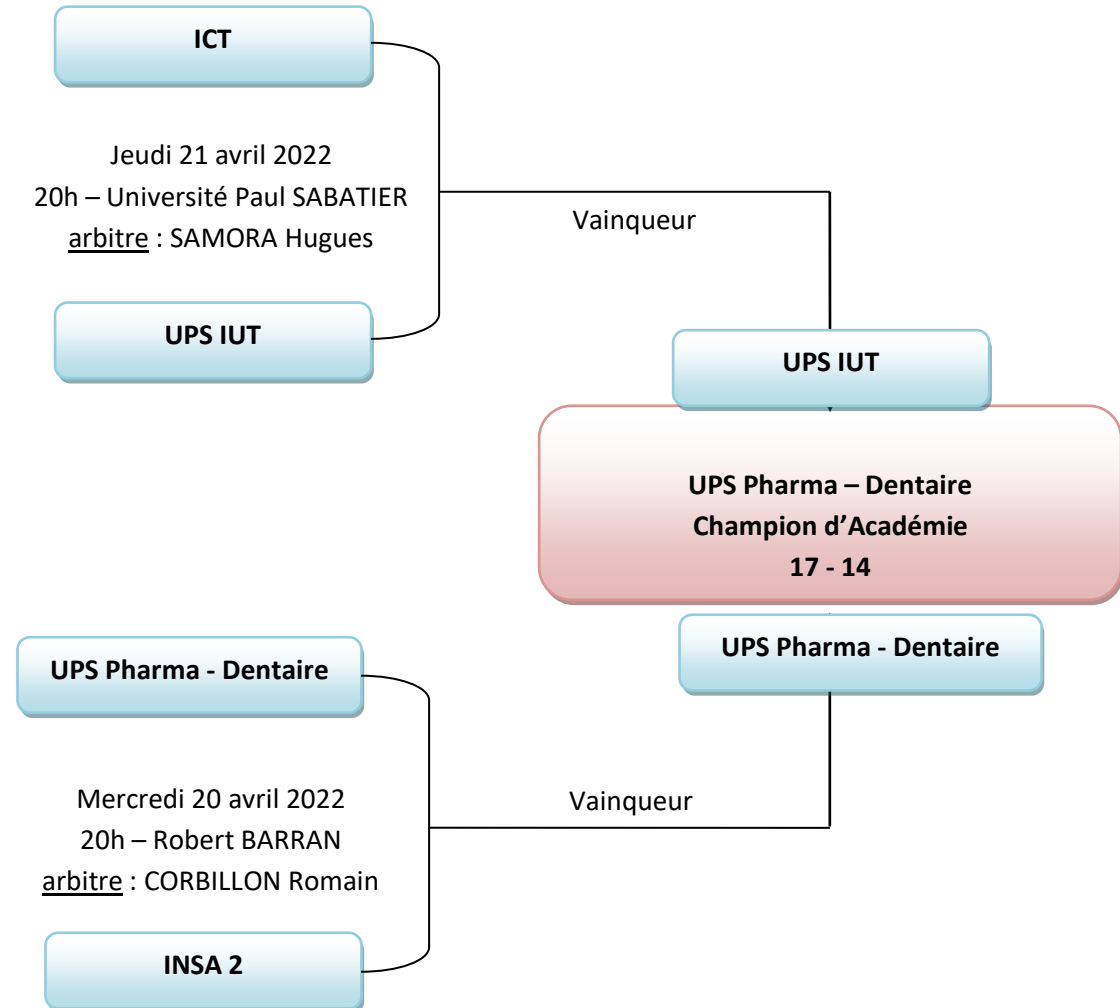 ICT
Jeudi 21 avril 2022
20h – Université Paul SABATIER
arbitre : SAMORA Hugues
UPS IUT
Vainqueur
UPS IUT
UPS Pharma – Dentaire
Champion d’Académie
17 - 14
UPS Pharma - Dentaire
UPS Pharma - Dentaire
Mercredi 20 avril 2022
20h – Robert BARRAN
arbitre : CORBILLON Romain
INSA 2
Vainqueur